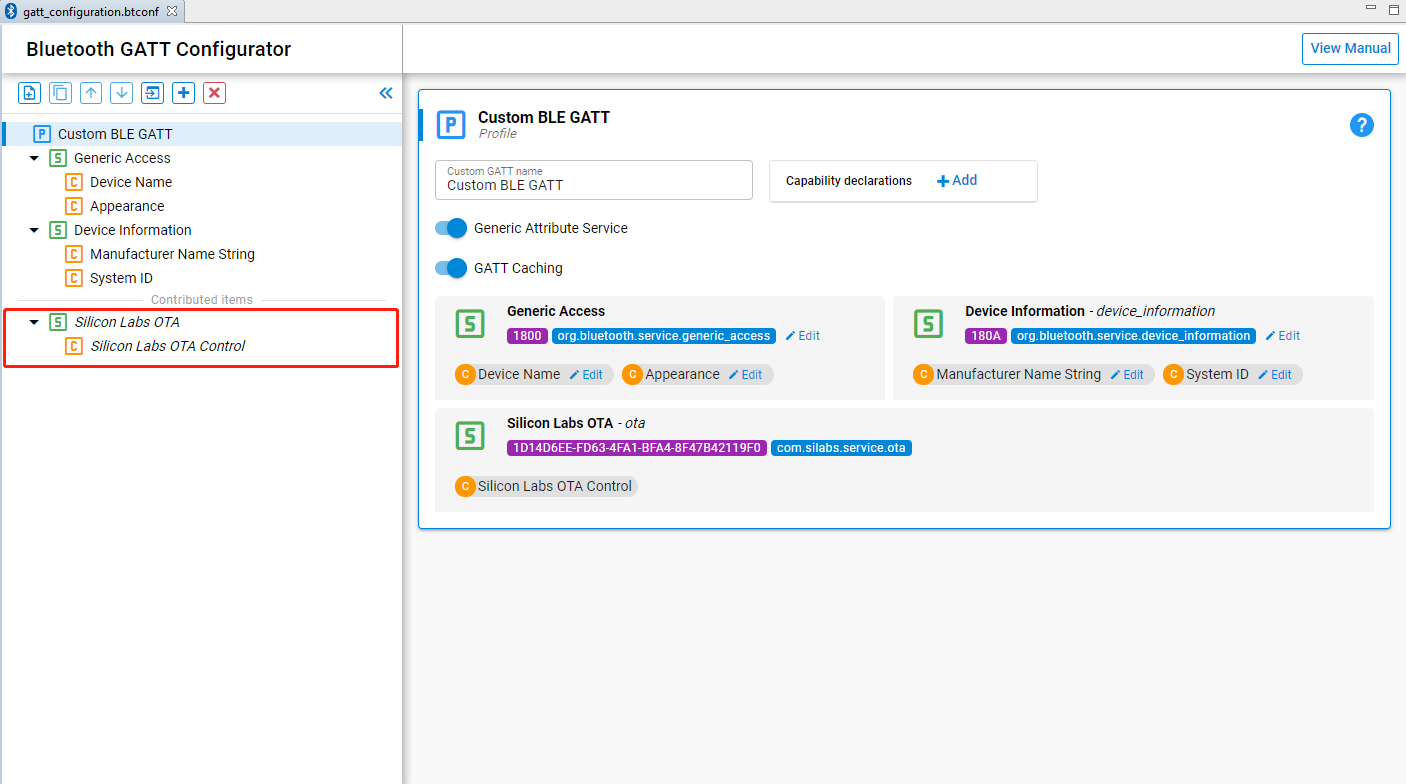 gatt_configuration.btconf
Bluetooth GATT Configurator
View Manual
P Custom BLE GATT
S Generic Access
C Device Name
C Appearance
S Device Information
C Manufacturer Name String
C System ID
Contributed items
S Silicon Labs OTA
C Silicon Labs OTA Control
P Custom BLE GATT
Profile
?
Custom GATT name
Custom BLE GATT
Capability declarations Add
Generic Attribute Service
GATT Caching
S Generic Access
1800 org.bluetooth.service.generic_access Edit
C Device Name Edit C Appearance Edit
S Device Information - device_information
180A org.bluetooth.service.device_information Edit
C Manufacturer Name String Edit C System ID Edit
S Silicon Labs OTA - ota
1D14D6EE-FD63-4FA1-BFA4-8F47B42119F0 com.silabs.service.ota
C Silicon Labs OTA Control